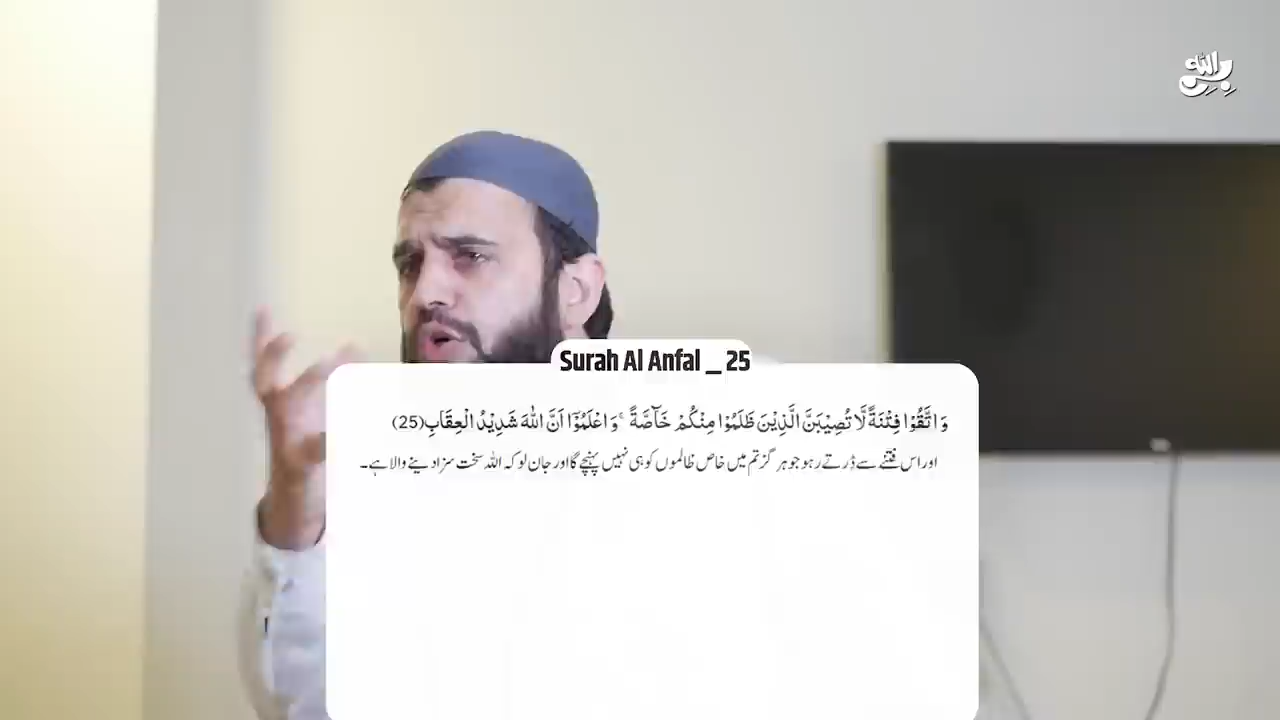 بسم الله
Surah Al Anfal _ 25
وَ اتَّقُوْا فِتْنَةً لَّا تُصِیْبَنَّ الَّذِیْنَ ظَلَمُوْا مِنْكُمْ خَآصَّةًۚ وَ اعْلَمُوْۤا اَنَّ اللّٰهَ شَدِیْدُ الْعِقَابِ(25)
اور اس فتنے سے ڈرتے رہو جو ہرگز تم میں خاص ظالموں کو ہی نہیں پہنچے گا اور جان لو کہ اللہ سخت سزا دینے والا ہے۔